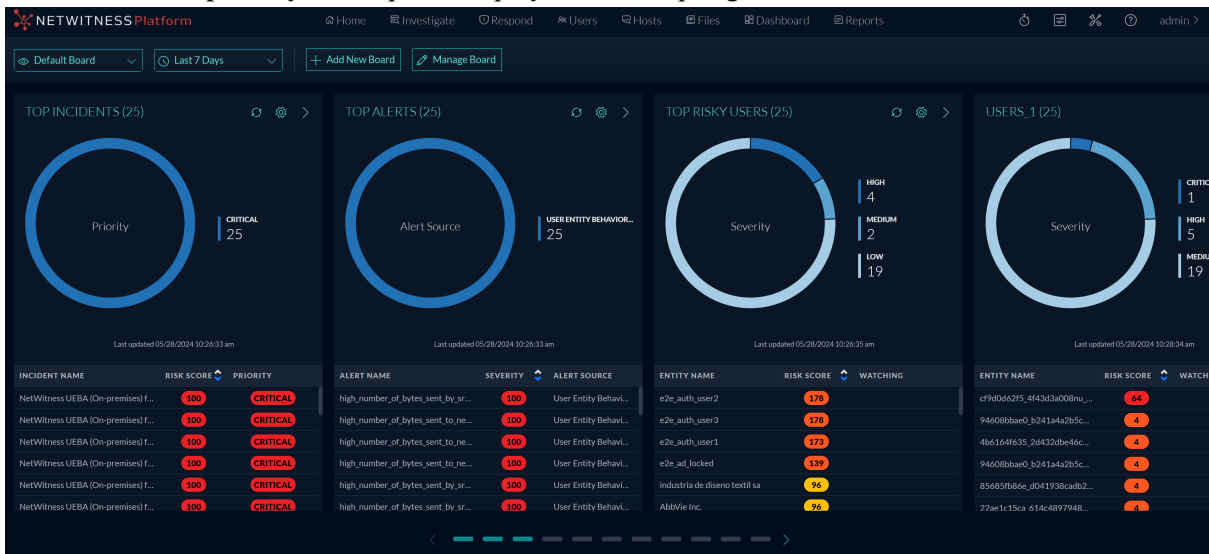 NETWITNESS Platform
Home Investigate Respond Users Hosts Files Dashboard Reports admin
Default Board Last 7 Days Add New Board Manage Board
TOP INCIDENTS (25)
Priority
CRITICAL
25
Last updated 05/28/2024 10:26:33 am
INCIDENT NAME RISK SCORE PRIORITY
NetWitness UEBA (On-premises) f... 100 CRITICAL
NetWitness UEBA (On-premises) f... 100 CRITICAL
NetWitness UEBA (On-premises) f... 100 CRITICAL
NetWitness UEBA (On-premises) f... 100 CRITICAL
NetWitness UEBA (On-premises) f... 100 CRITICAL
NetWitness UEBA (On-premises) f... 100 CRITICAL
TOP ALERTS (25)
Alert Source
USER ENTITY BEHAVIOR...
25
Last updated 05/28/2024 10:26:33 am
ALERT NAME SEVERITY ALERT SOURCE
high_number_of_bytes_sent_by_sr... 100 User Entity Behavi...
high_number_of_bytes_sent_to_ne... 100 User Entity Behavi...
high_number_of_bytes_sent_to_ne... 100 User Entity Behavi...
high_number_of_bytes_sent_by_sr... 100 User Entity Behavi...
high_number_of_bytes_sent_by_sr... 100 User Entity Behavi...
high_number_of_bytes_sent_by_sr... 100 User Entity Behavi...
TOP RISKY USERS (25)
Severity
HIGH
4
MEDIUM
2
LOW
19
Last updated 05/28/2024 10:26:35 am
ENTITY NAME RISK SCORE WATCHING
e2e_auth_user2 178
e2e_auth_user3 178
e2e_auth_user1 173
e2e_ad_locked 139
industria de diseno textil sa 96
AbbVie Inc. 96
USERS_1 (25)
Severity
CRITIC
1
HIGH
5
MEDIU
19
Last updated 05/28/2024 10:28:34 am
ENTITY NAME RISK SCORE WATCH
cf9d0d62f5_4f43d3a008nu_... 64
94608bbae0_b241a4a2b5c... 4
4b6164f635_2d432dbe46c... 4
94608bbae0_b241a4a2b5c... 4
85685fb86e_d041938cadb2... 4
22ae1c15ca_614c4897948... 4